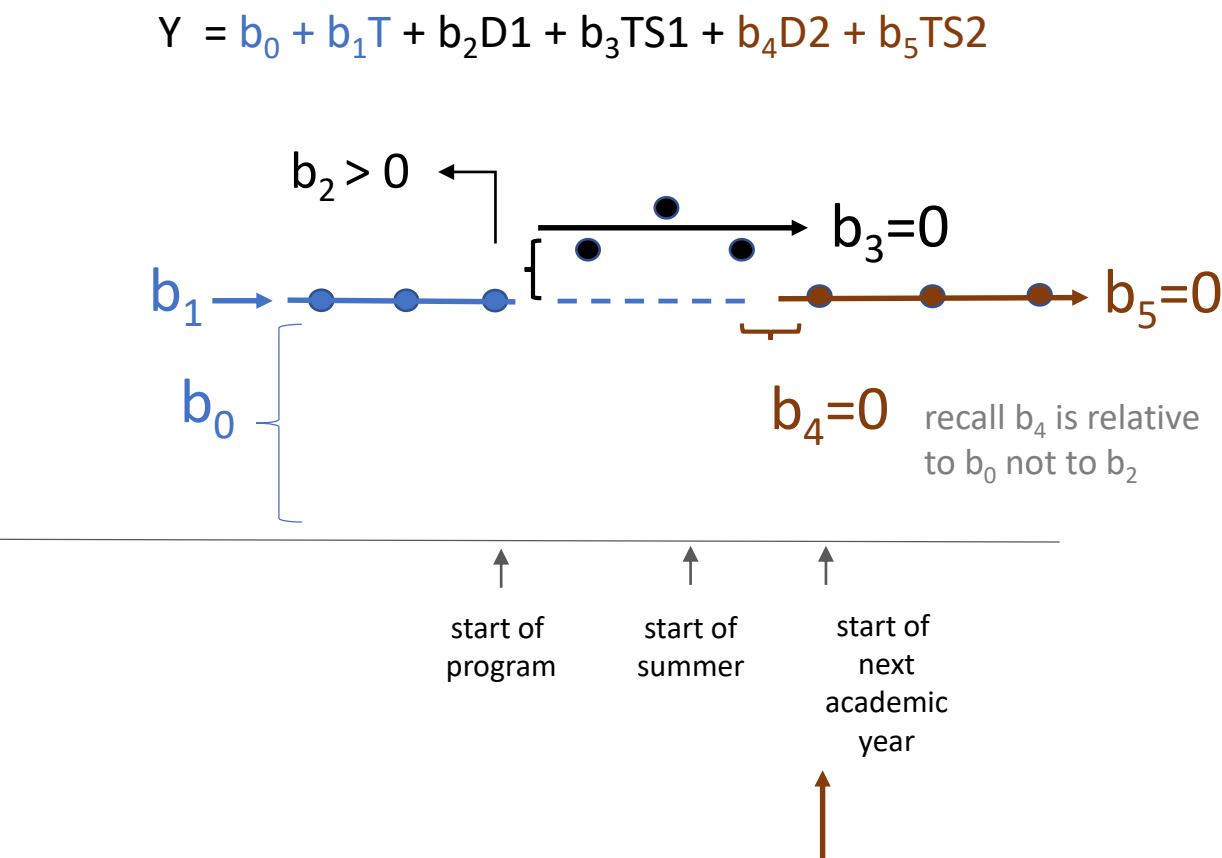 Y = b₀ + b₁T + b₂D1 + b₃TS1 + b₄D2 + b₅TS2
b₂ > 0
b₃=0
b₁
b₅=0
b₀
b₄=0
recall b₄ is relative
to b₀ not to b₂
start of
program
start of
summer
start of
next
academic
year